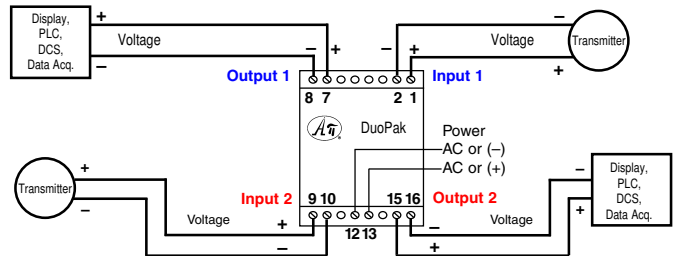 Display,
PLC,
DCS,
Data Acq.
+
–
Voltage
– +
Output 1
– +
Input 1
Voltage
–
+
Transmitter
8 7 2 1
DuoPak
Power
AC or (–)
AC or (+)
Transmitter
+
–
Voltage
Input 2
9 10 15 16
Output 2
+
–
12 13
–
+
Voltage
–
+
Display,
PLC,
DCS,
Data Acq.